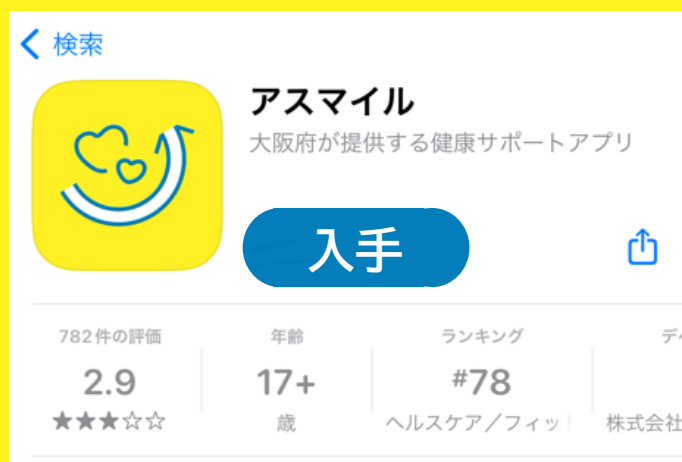 検索
アスマイル
大阪府が提供する健康サポートアプリ
入手
782件の評価
2.9
★★★☆☆
年齢
17+
歳
ランキング
#78
ヘルスケア／フィッ
デ
株式会社